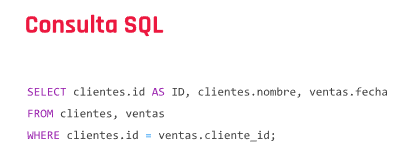 Consulta SQL
SELECT clientes.id AS ID, clientes.nombre, ventas.fecha
FROM clientes, ventas
WHERE clientes.id = ventas.cliente_id;